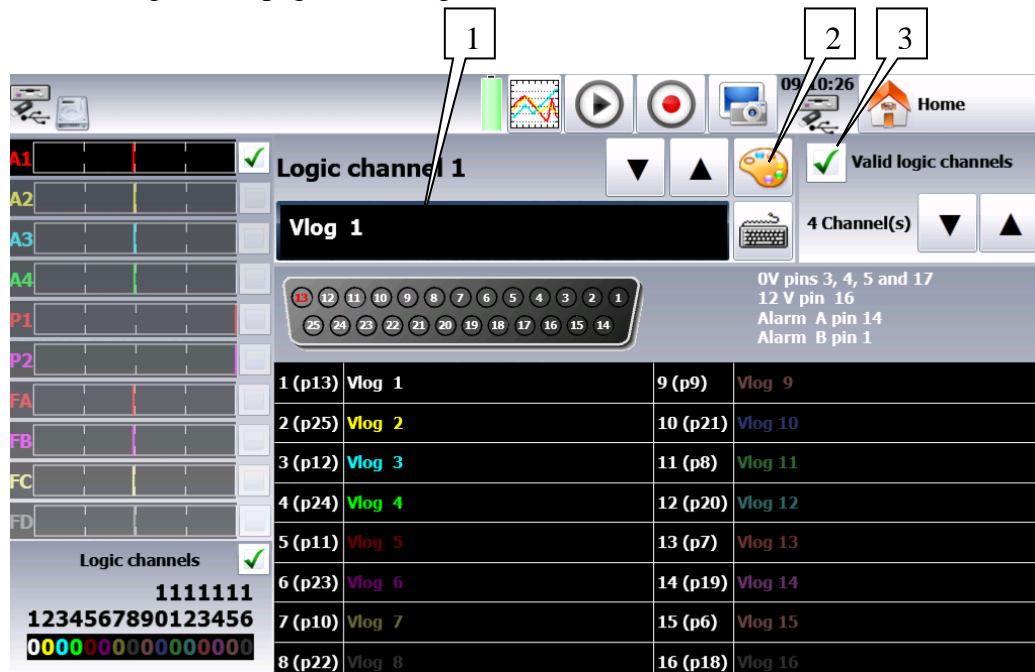 1 2 3
09:10:26
Home
A1
A2
A3
A4
P1
P2
FA
FB
FC
FD
Logic channels
1111111
1234567890123456
0000000000000000
Logic channel 1
Valid logic channels
Vlog 1
4 Channel(s)
13 12 11 10 9 8 7 6 5 4 3 2 1
25 24 23 22 21 20 19 18 17 16 15 14
0V pins 3, 4, 5 and 17
12 V pin 16
Alarm A pin 14
Alarm B pin 1
1 (p13) Vlog 1 9 (p9) Vlog 9
2 (p25) Vlog 2 10 (p21) Vlog 10
3 (p12) Vlog 3 11 (p8) Vlog 11
4 (p24) Vlog 4 12 (p20) Vlog 12
5 (p11) Vlog 5 13 (p7) Vlog 13
6 (p23) Vlog 6 14 (p19) Vlog 14
7 (p10) Vlog 7 15 (p6) Vlog 15
8 (p22) Vlog 8 16 (p18) Vlog 16